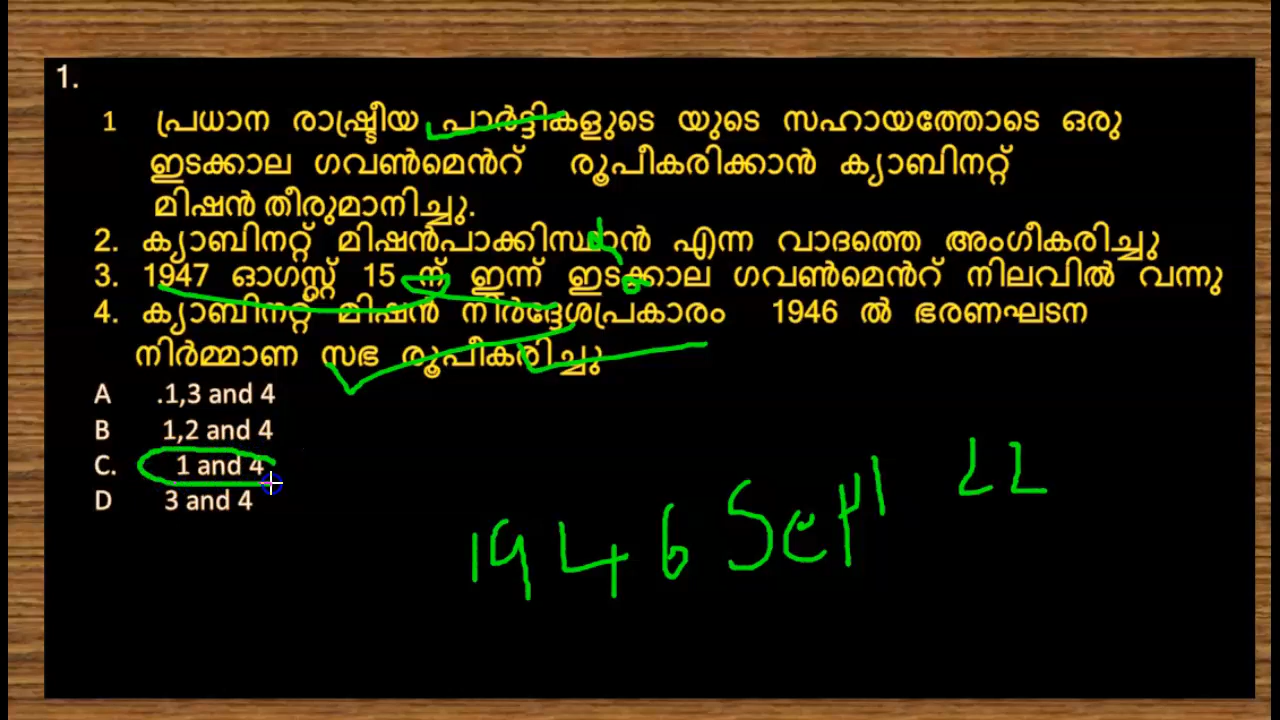 1.
1 പ്രധാന രാഷ്ട്രീയ പാർട്ടികളുടെ യുടെ സഹായത്തോടെ ഒരു
ഇടക്കാല ഗവൺമെൻറ് രൂപീകരിക്കാൻ ക്യാബിനറ്റ്
മിഷൻ തീരുമാനിച്ചു.
2. ക്യാബിനറ്റ് മിഷൻപാക്കിസ്ഥാൻ എന്ന വാദത്തെ അംഗീകരിച്ചു
3. 1947 ഓഗസ്റ്റ് 15 ന് ഇന്ന് ഇടക്കാല ഗവൺമെൻറ് നിലവിൽ വന്നു
4. ക്യാബിനറ്റ് മിഷൻ നിർദ്ദേശപ്രകാരം 1946 ൽ ഭരണഘടന
നിർമ്മാണ സഭ രൂപീകരിച്ചു
A .1,3 and 4
B 1,2 and 4
C. 1 and 4
D 3 and 4
1946